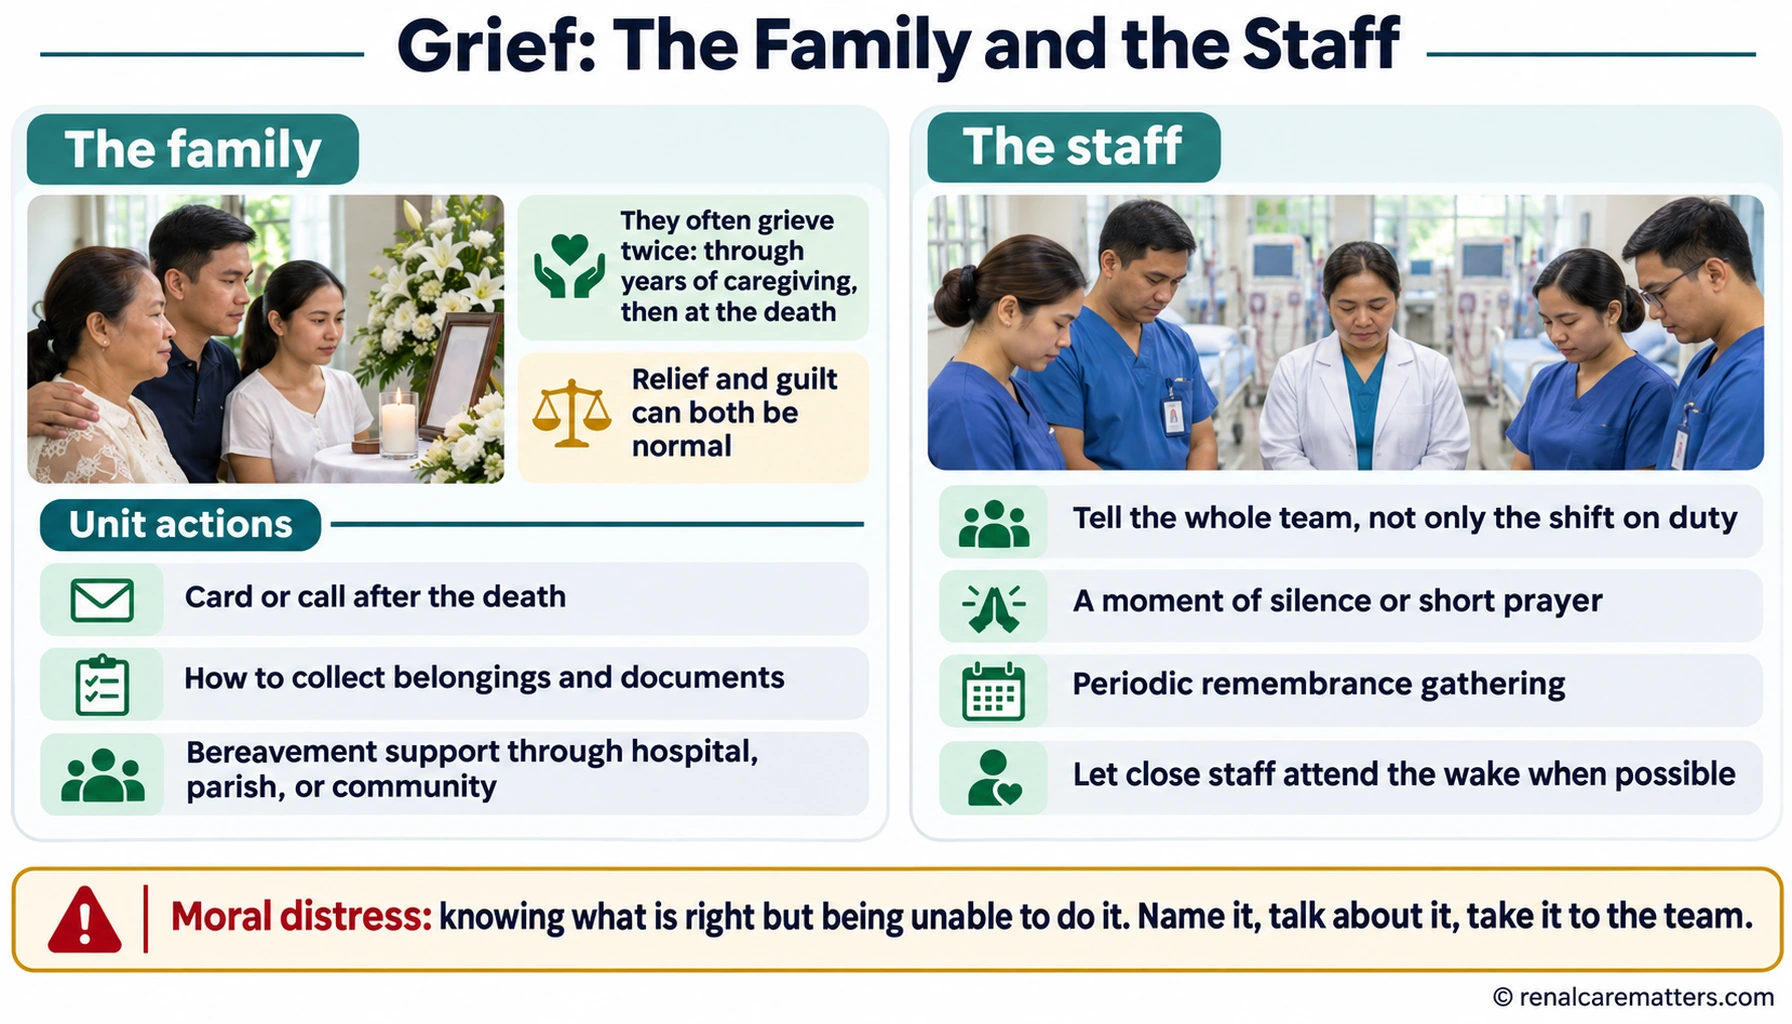 Grief: The Family and the Staff
The family
They often grieve
twice: through
years of caregiving,
then at the death
Relief and guilt
can both be
normal
Unit actions
Card or call after the death
How to collect belongings and documents
Bereavement support through hospital,
parish, or community
The staff
Tell the whole team, not only the shift on duty
A moment of silence or short prayer
Periodic remembrance gathering
Let close staff attend the wake when possible
Moral distress: knowing what is right but being unable to do it. Name it, talk about it, take it to the team.
© renalcarematters.com